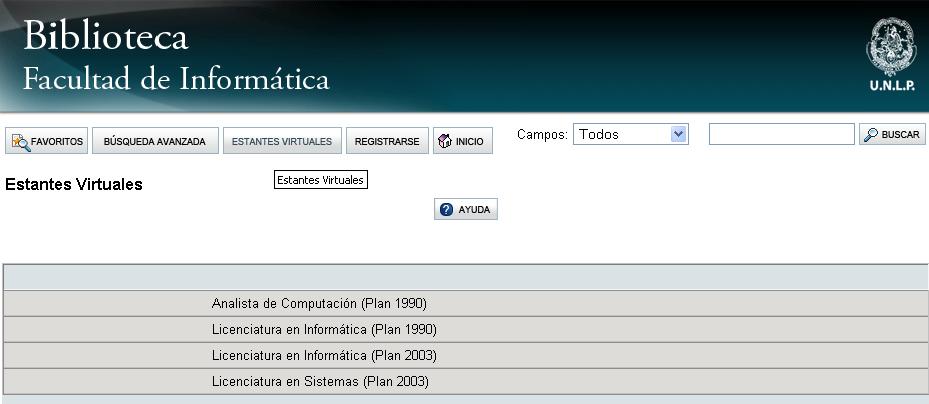 Biblioteca
Facultad de Informática
U.N.L.P.
FAVORITOS BÚSQUEDA AVANZADA ESTANTES VIRTUALES REGISTRARSE INICIO Campos: Todos BUSCAR
Estantes Virtuales
Estantes Virtuales
AYUDA
Analista de Computación (Plan 1990)
Licenciatura en Informática (Plan 1990)
Licenciatura en Informática (Plan 2003)
Licenciatura en Sistemas (Plan 2003)